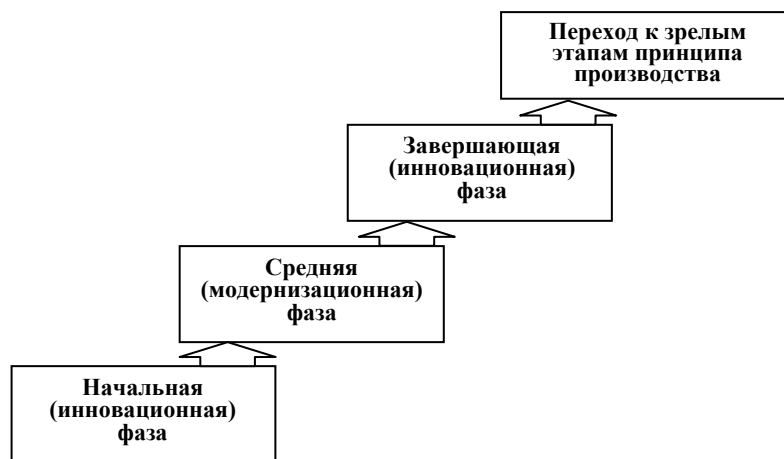 Переход к зрелым
этапам принципа
производства
Завершающая
(инновационная)
фаза
Средняя
(модернизационная)
фаза
Начальная
(инновационная)
фаза